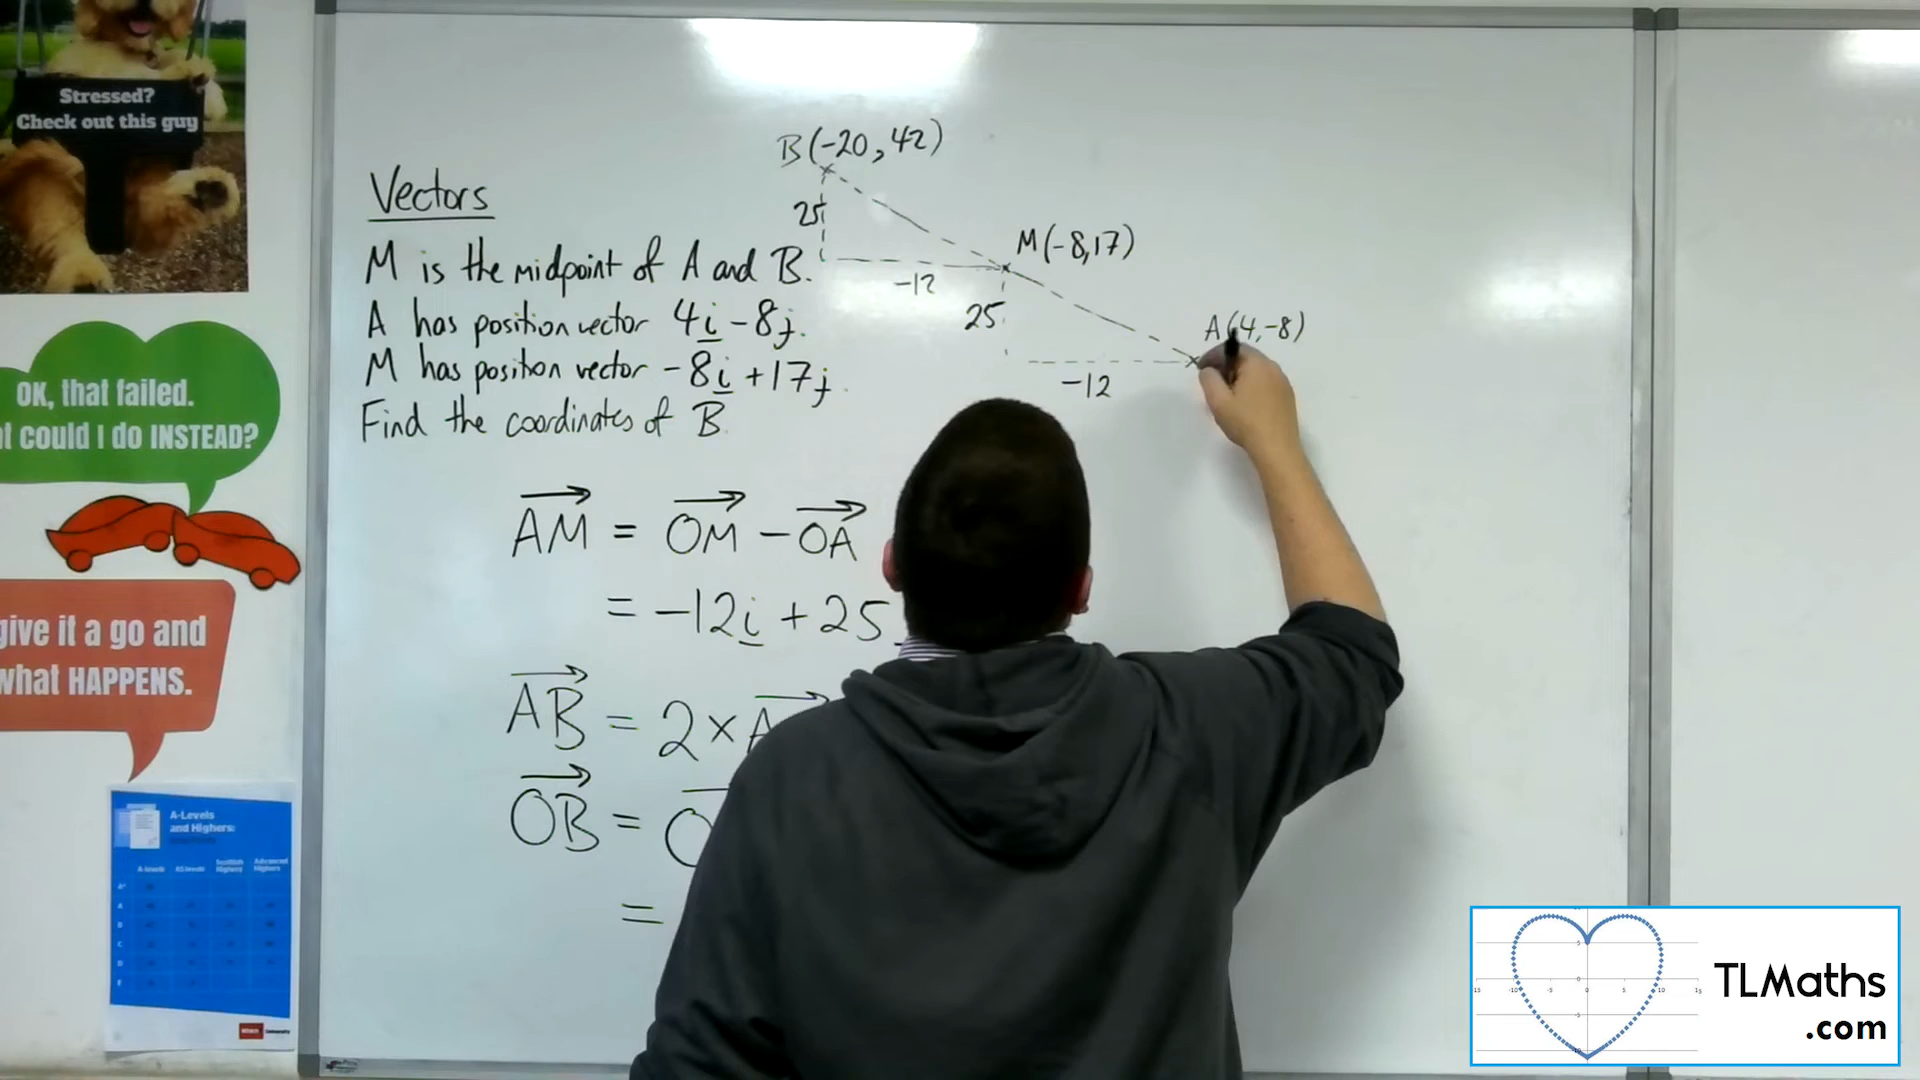 Stressed?
Check out this guy
OK, that failed.
could I do INSTEAD?
give it a go and
what HAPPENS.
A-Levels
and Highers:
Vectors
M is the midpoint of A and B.
A has position vector 4i - 8j.
M has position vector -8i + 17j.
Find the coordinates of B.
B(-20, 42)
25
-12
M(-8, 17)
25
-12
A(4, -8)
AM = OM - OA
= -12i + 25
AB = 2 × A
OB = O
=
TLMaths
.com